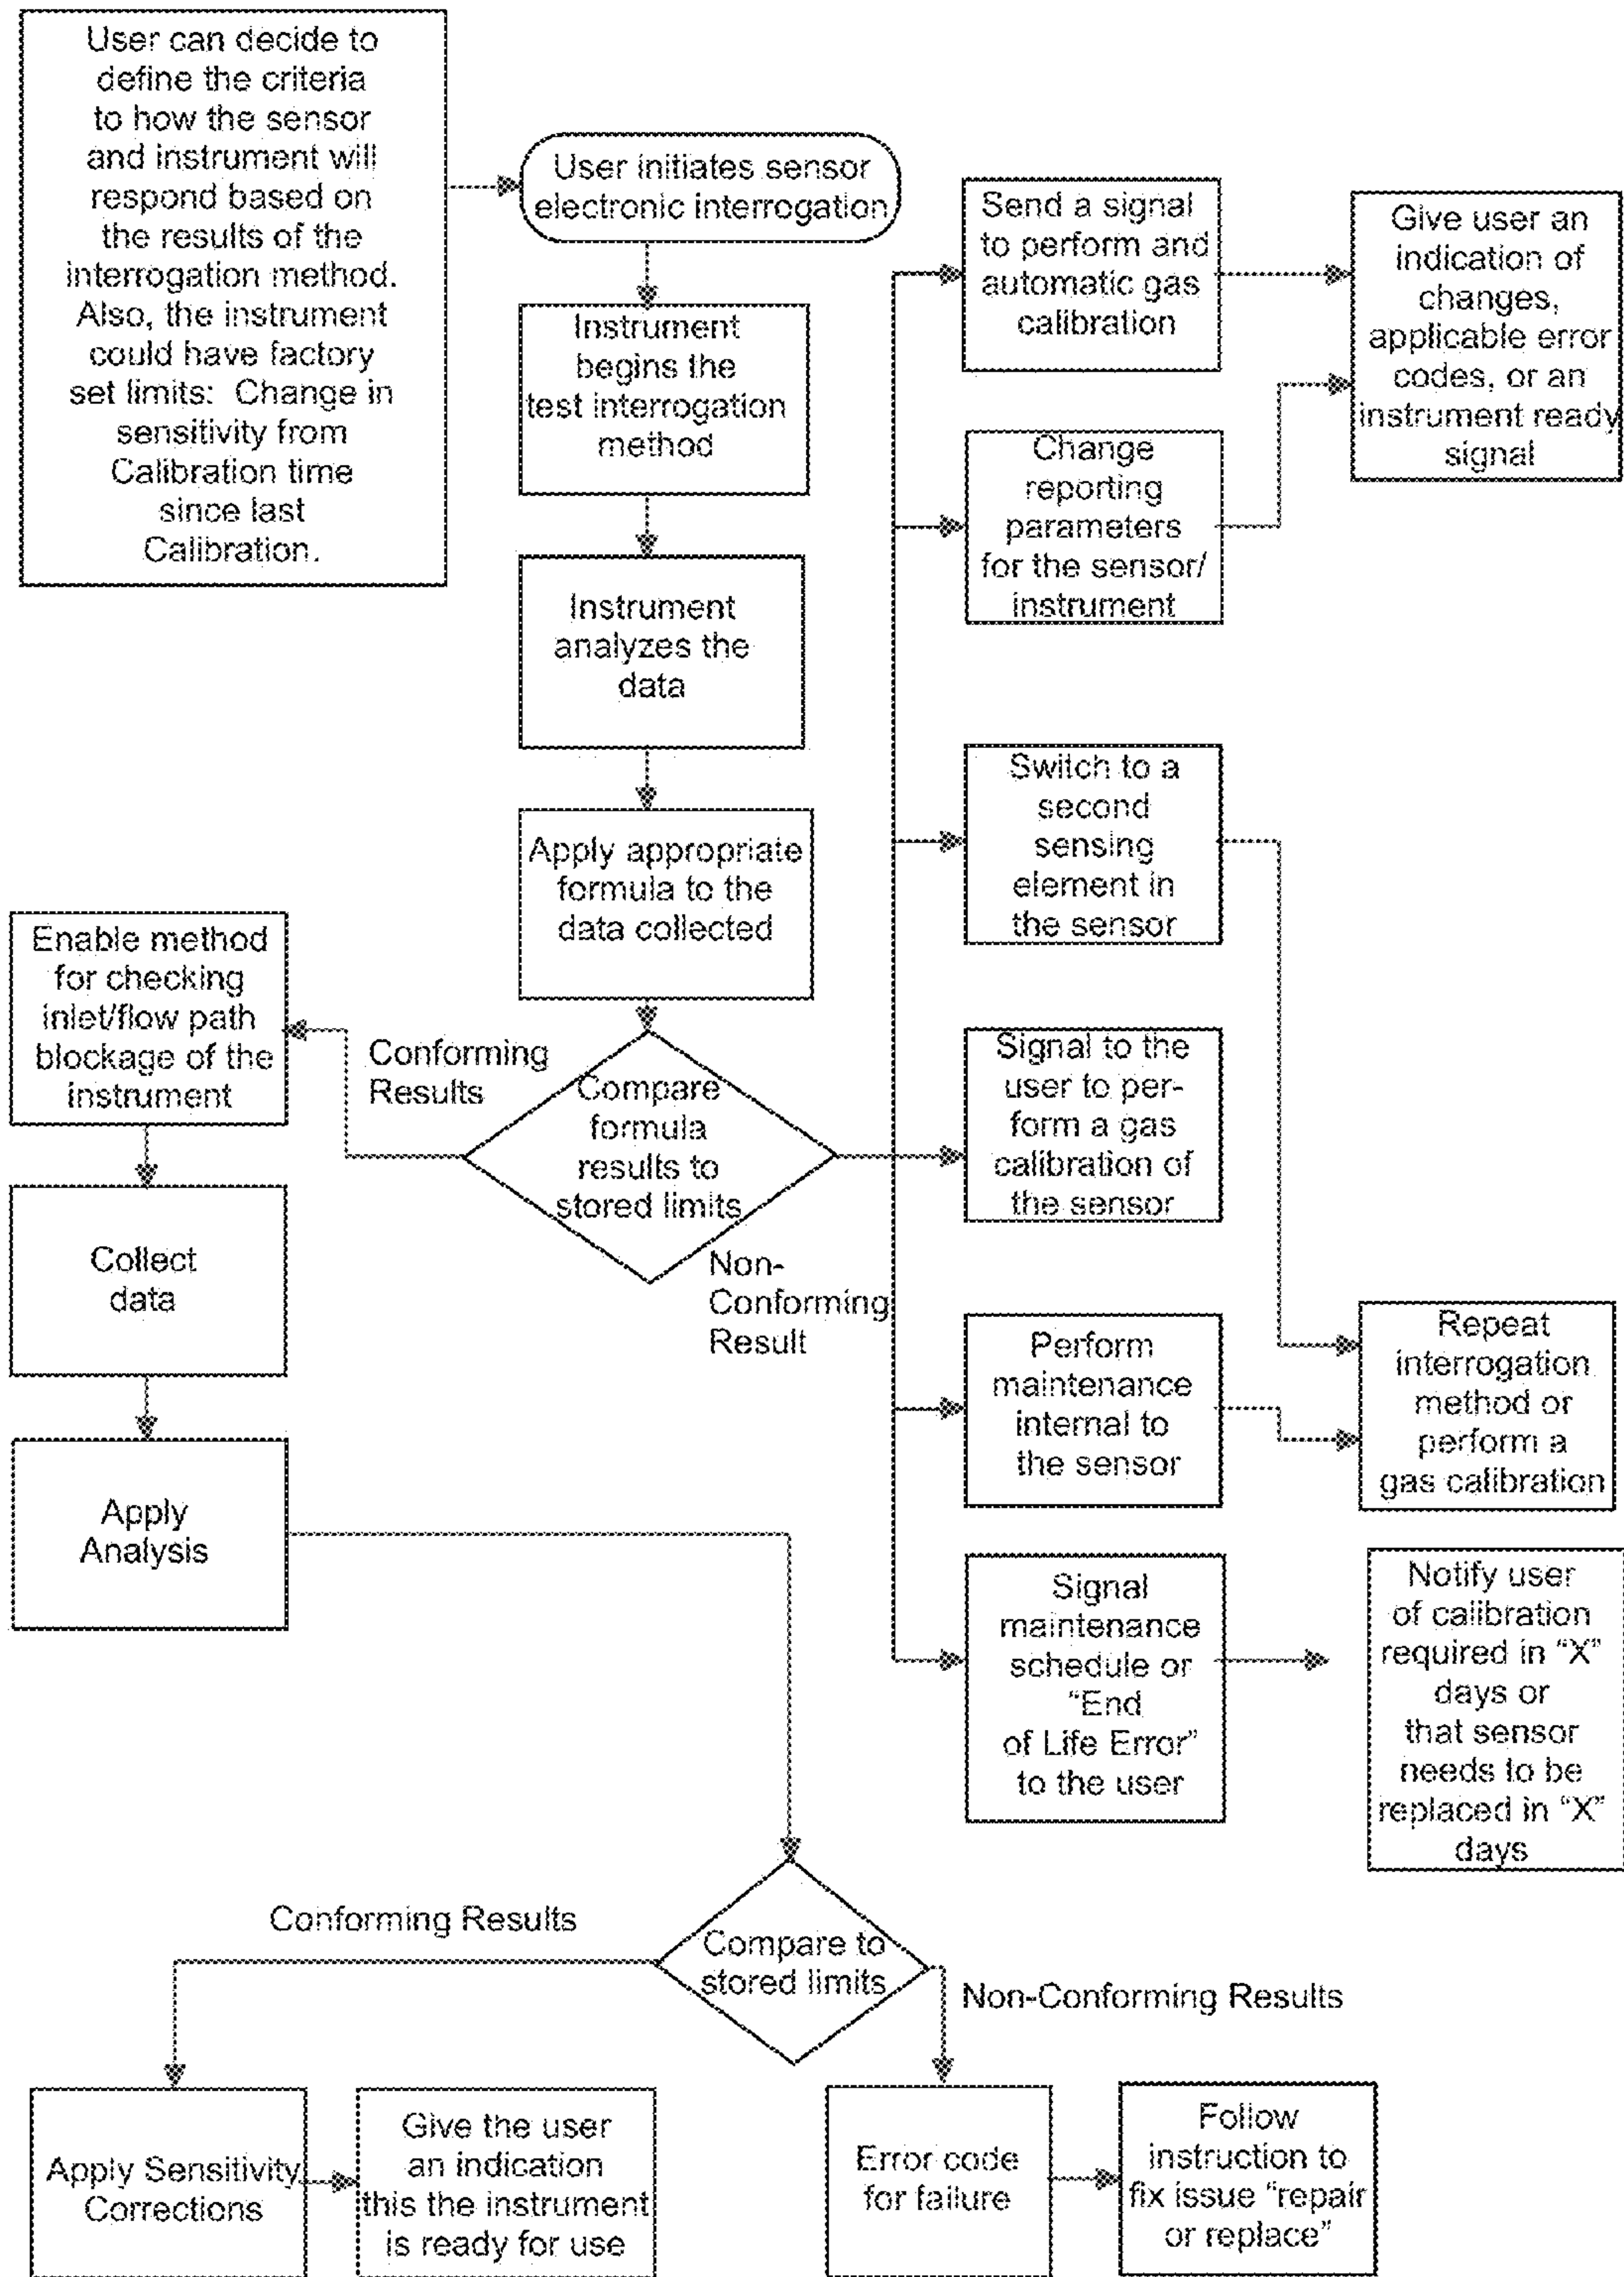 User can decide to
define the criteria
to how the sensor
and instrument will
respond based on
the results of the
interrogation method.
Also, the instrument
could have factory
set limits: Change in
sensitivity from
Calibration time
since last
Calibration.
User initiates sensor
electronic interrogation
Instrument
begins the
test interrogation
method
Instrument
analyzes the
data
Apply appropriate
formula to the
data collected
Compare
formula
results to
stored limits
Conforming
Results
Non-
Conforming
Result
Enable method
for checking
inlet/flow path
blockage of the
instrument
Collect
data
Apply
Analysis
Send a signal
to perform and
automatic gas
calibration
Change
reporting
parameters
for the sensor/
instrument
Give user an
indication of
changes,
applicable error
codes, or an
instrument ready
signal
Switch to a
second
sensing
element in
the sensor
Signal to the
user to per-
form a gas
calibration of
the sensor
Perform
maintenance
internal to
the sensor
Repeat
interrogation
method or
perform a
gas calibration
Signal
maintenance
schedule or
“End
of Life Error”
to the user
Notify user
of calibration
required in “X”
days or
that sensor
needs to be
replaced in “X”
days
Compare to
stored limits
Conforming Results
Non-Conforming Results
Apply Sensitivity
Corrections
Give the user
an indication
this the instrument
is ready for use
Error code
for failure
Follow
instruction to
fix issue “repair
or replace”